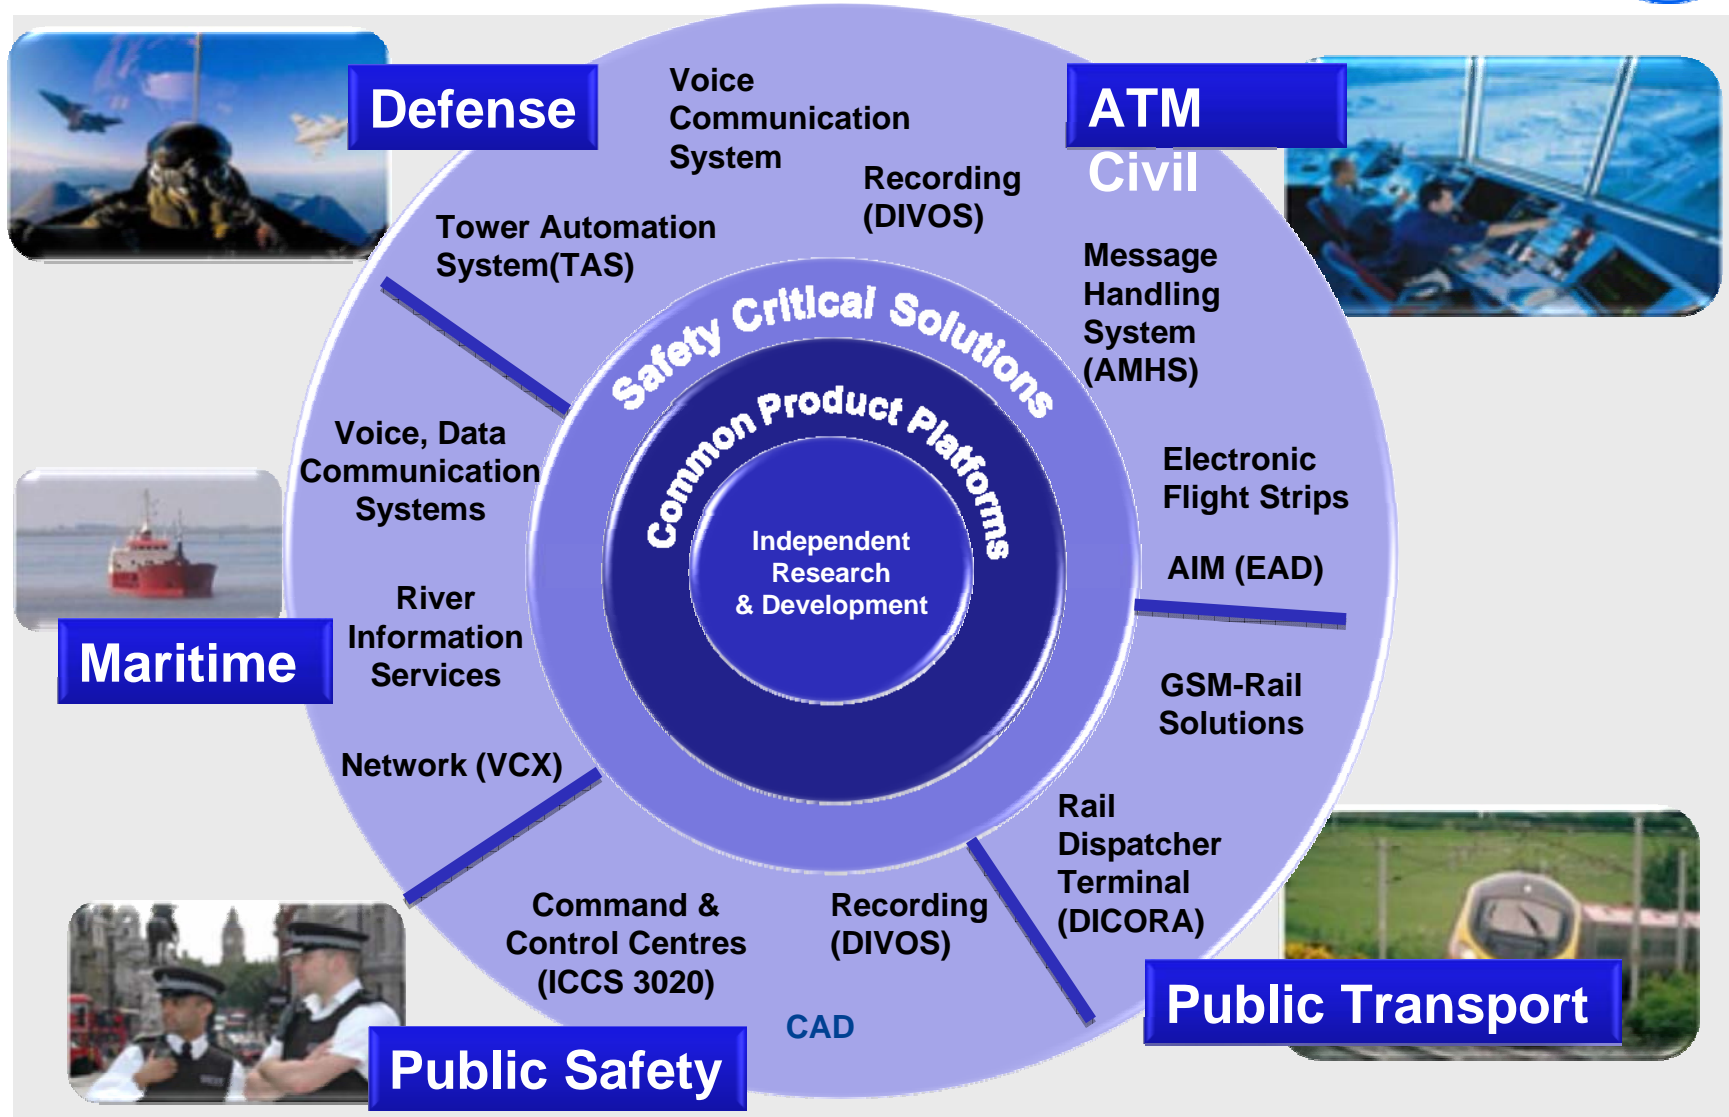 Defense
Voice
Communication
System
ATM
Civil
Recording
(DIVOS)
Tower Automation
System(TAS)
Message
Handling
System
(AMHS)
Safety Critical Solutions
Common Product Platforms
Independent
Research
& Development
Voice, Data
Communication
Systems
Electronic
Flight Strips
AIM (EAD)
River
Information
Services
Maritime
GSM-Rail
Solutions
Network (VCX)
Rail
Dispatcher
Terminal
(DICORA)
Command &
Control Centres
(ICCS 3020)
Recording
(DIVOS)
CAD
Public Transport
Public Safety